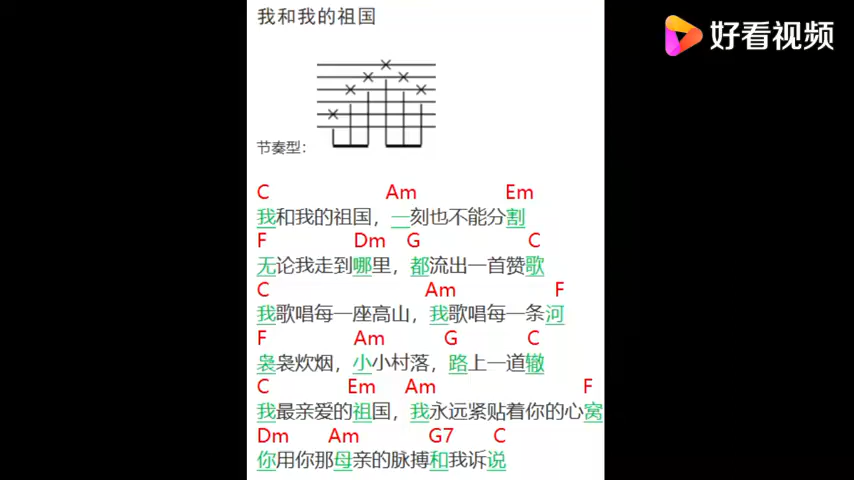 我和我的祖国
好看视频
节奏型：
C Am Em
我和我的祖国，一刻也不能分割
F Dm G C
无论我走到哪里，都流出一首赞歌
C Am F
我歌唱每一座高山，我歌唱每一条河
F Am G C
袅袅炊烟，小小村落，路上一道辙
C Em Am F
我最亲爱的祖国，我永远紧贴着你的心窝
Dm Am G7 C
你用你那母亲的脉搏和我诉说